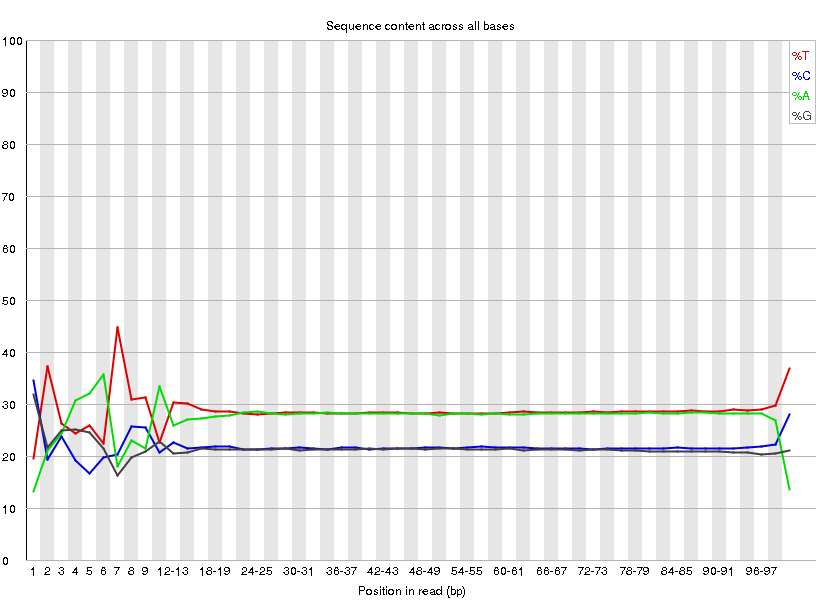 Sequence content across all bases
100
90
80
70
60
50
40
30
20
10
0
%T
%C
%A
%G
1 2 3 4 5 6 7 8 9 12-13 18-19 24-25 30-31 36-37 42-43 48-49 54-55 60-61 66-67 72-73 78-79 84-85 90-91 96-97
Position in read (bp)